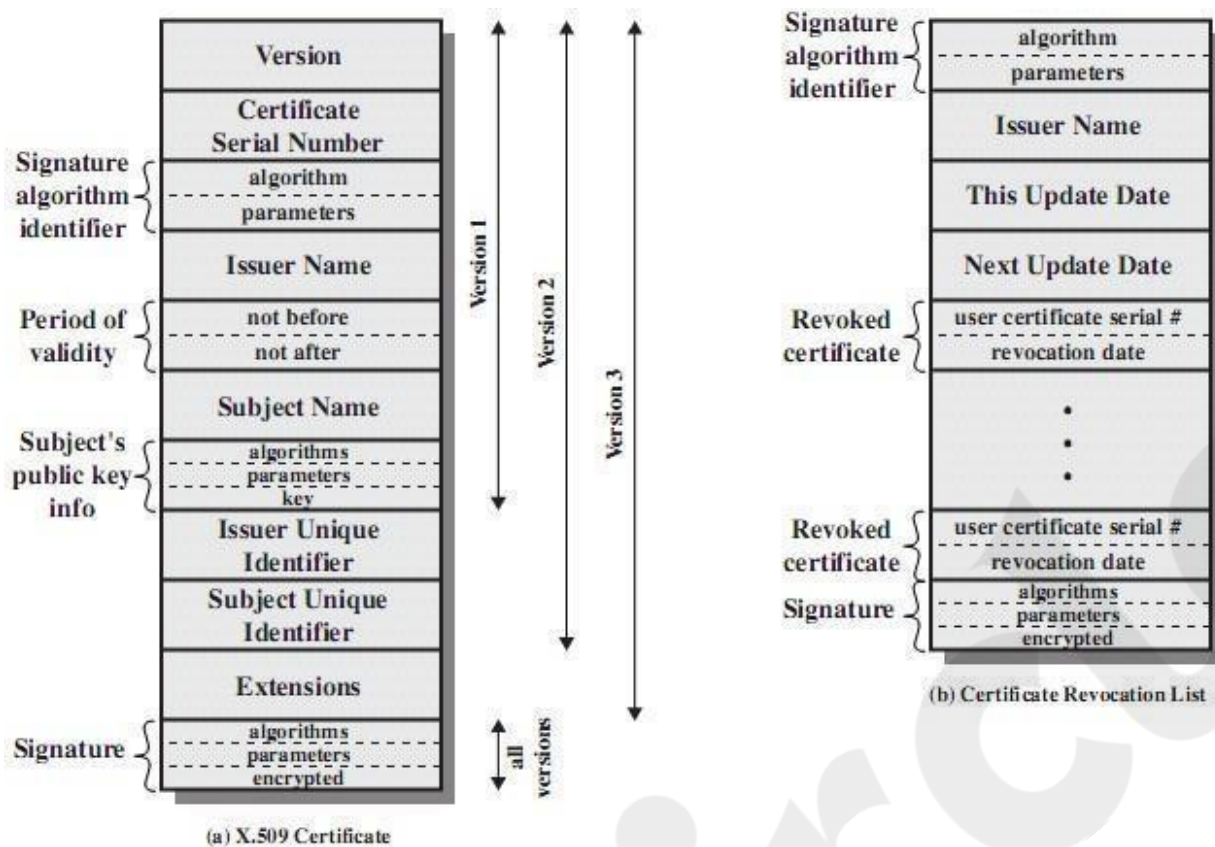 Version
Certificate
Serial Number
Signature
algorithm
identifier
algorithm
parameters
Issuer Name
Period of
validity
not before
not after
Subject Name
Subject's
public key
info
algorithms
parameters
key
Issuer Unique
Identifier
Subject Unique
Identifier
Extensions
Signature
algorithms
parameters
encrypted
Version 1
Version 2
Version 3
all
versions
(a) X.509 Certificate
Signature
algorithm
identifier
algorithm
parameters
Issuer Name
This Update Date
Next Update Date
Revoked
certificate
user certificate serial #
revocation date
Revoked
certificate
user certificate serial #
revocation date
Signature
algorithms
parameters
encrypted
(b) Certificate Revocation List